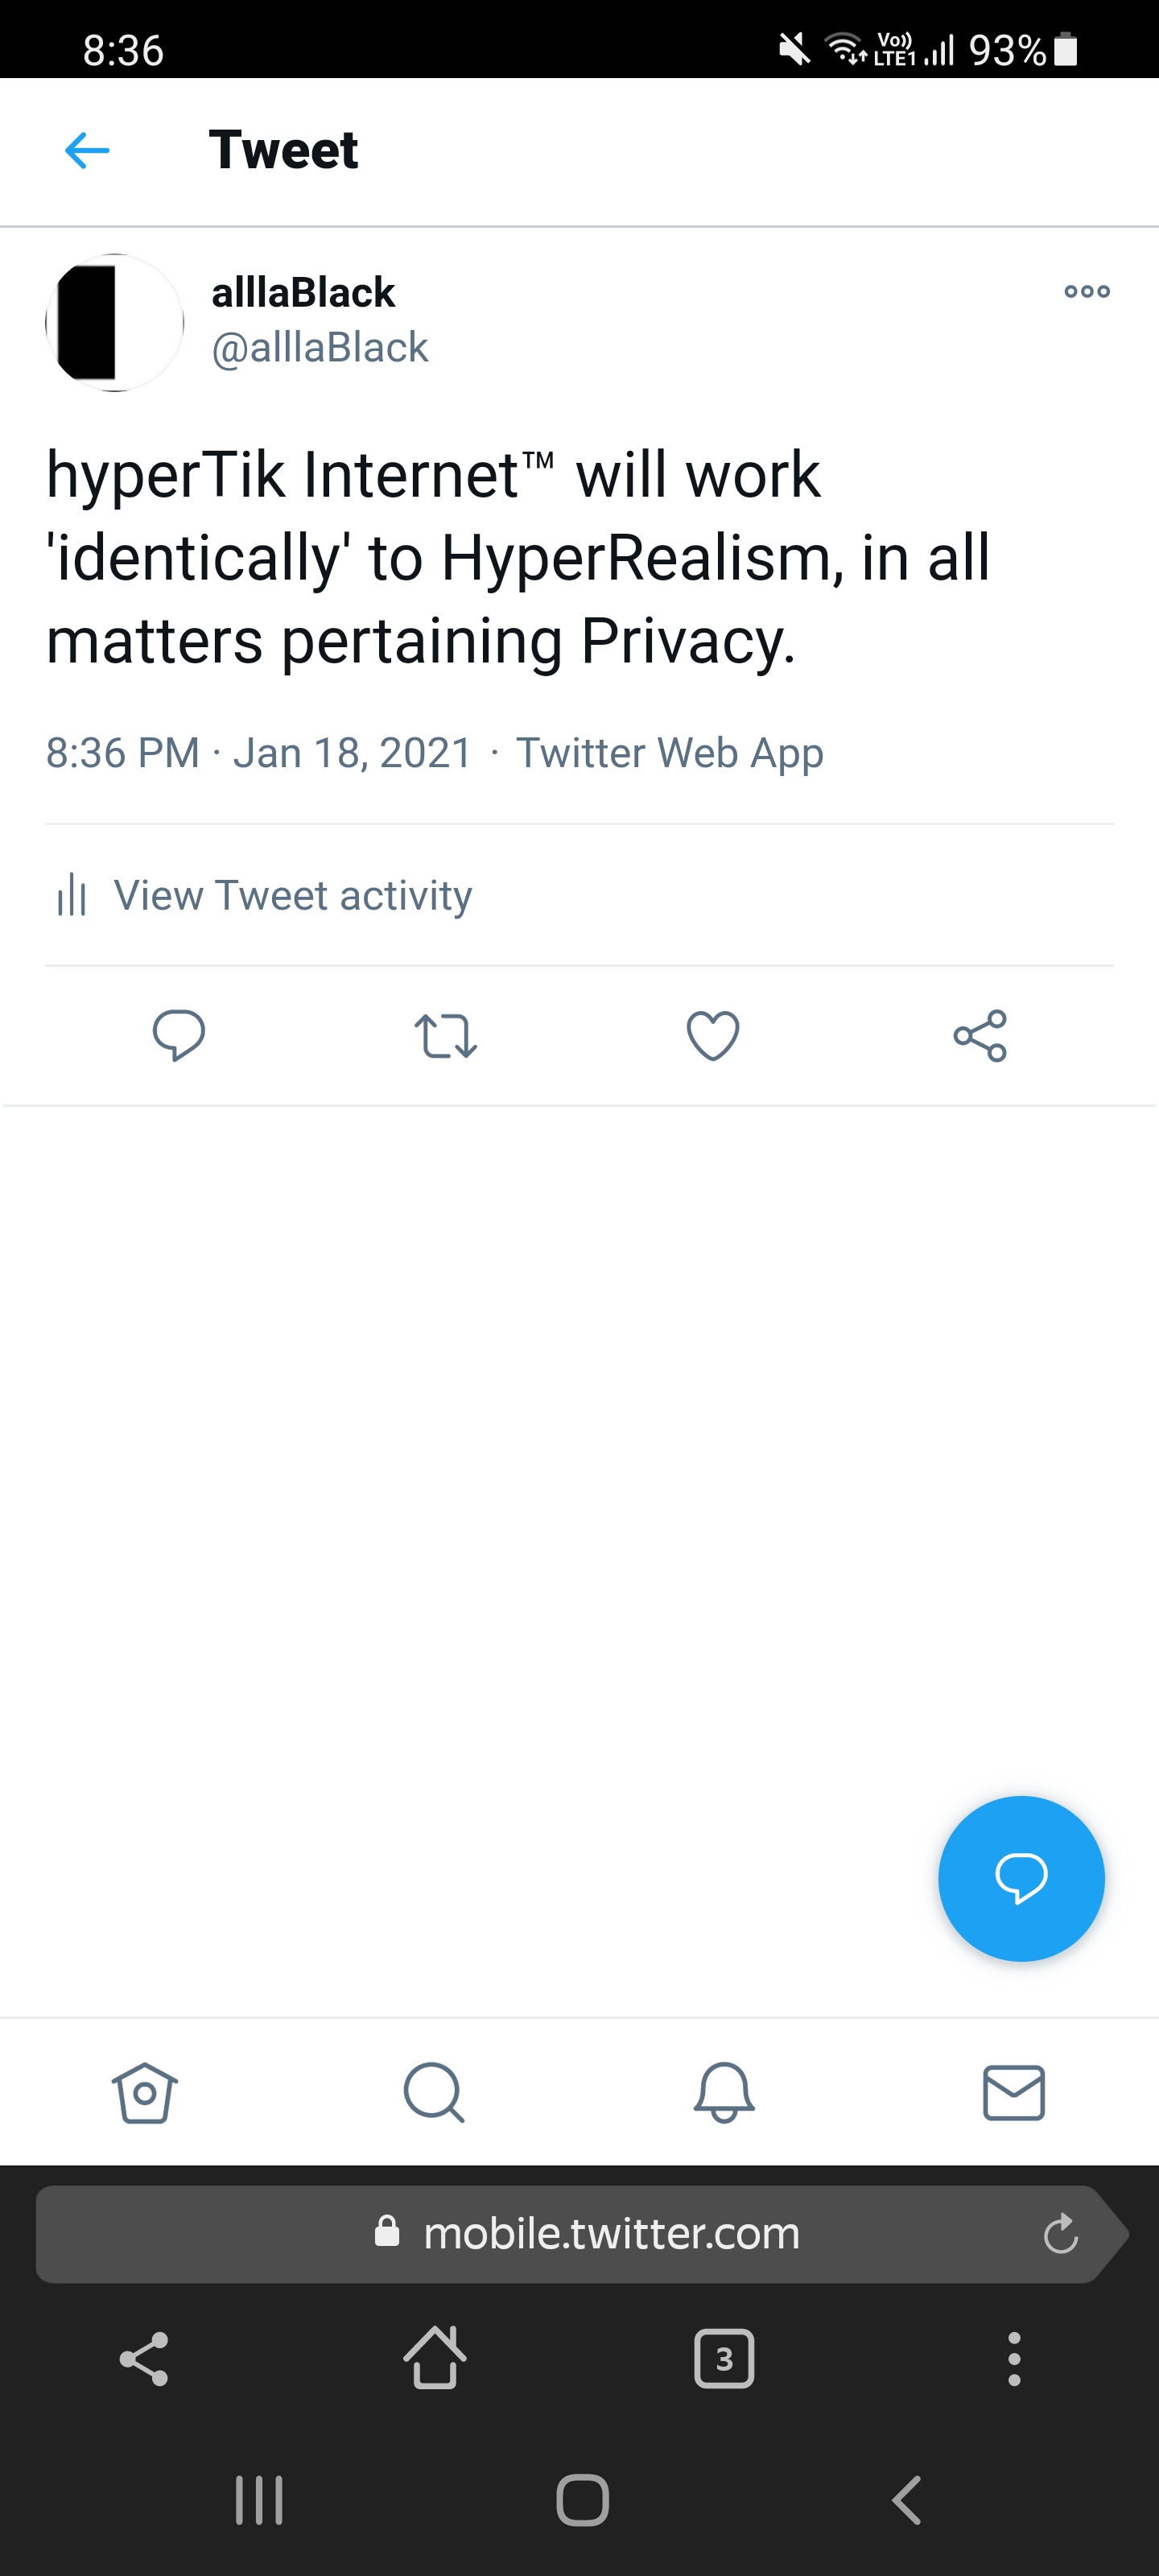 8:36 Vo)) LTE1 93%
Tweet
alllaBlack
@alllaBlack
hyperTik Internet™ will work
'identically' to HyperRealism, in all
matters pertaining Privacy.
8:36 PM · Jan 18, 2021 · Twitter Web App
View Tweet activity
mobile.twitter.com
3